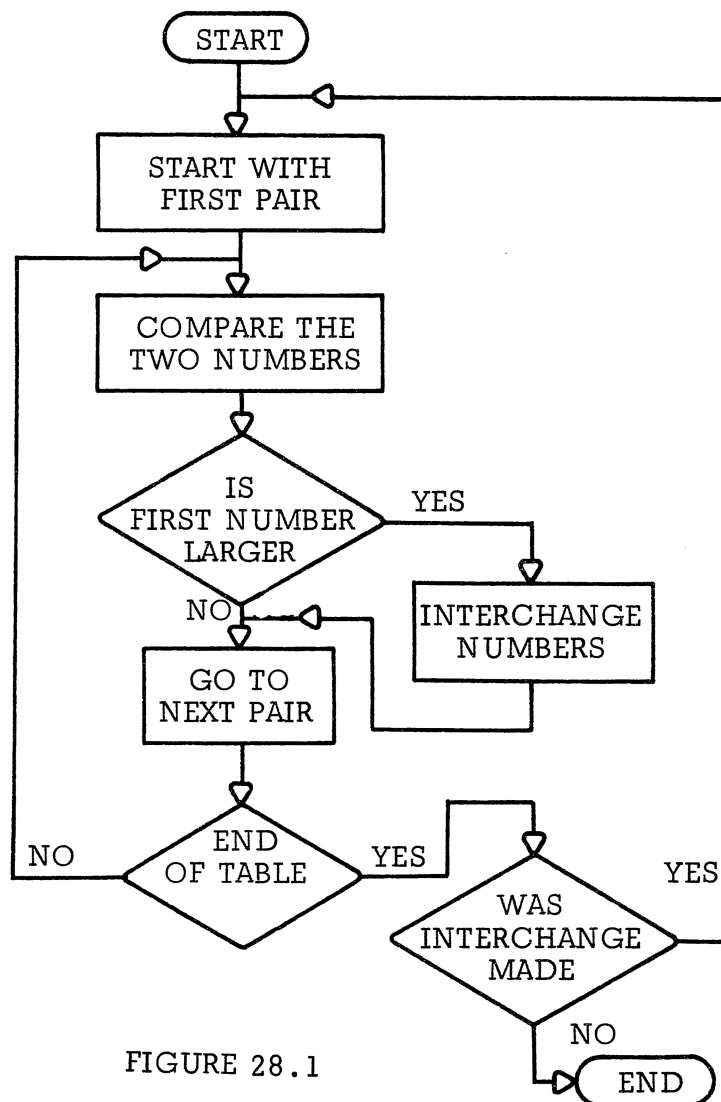 START
START WITH
FIRST PAIR
COMPARE THE
TWO NUMBERS
IS
FIRST NUMBER
LARGER
YES
NO
INTERCHANGE
NUMBERS
GO TO
NEXT PAIR
END
OF TABLE
NO
YES
WAS
INTERCHANGE
MADE
YES
NO
END
FIGURE 28.1